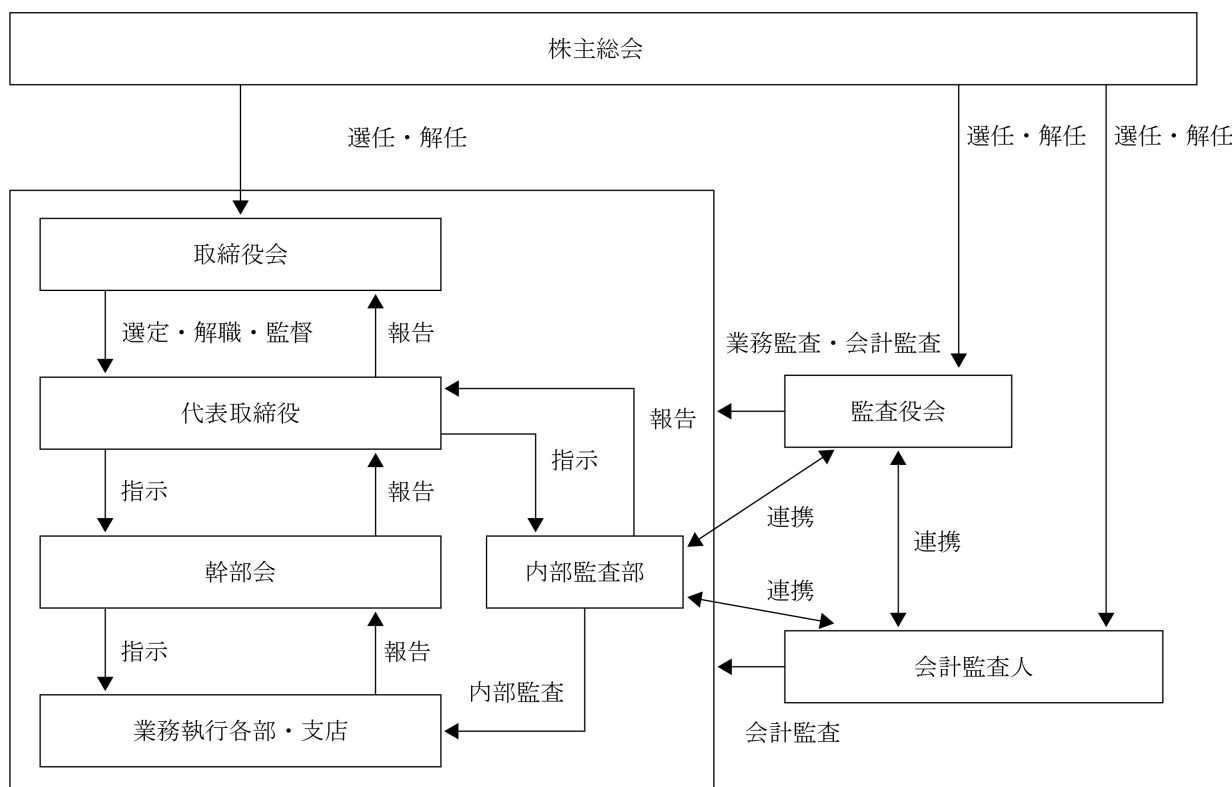 株主総会
選任・解任
選任・解任
選任・解任
取締役会
選定・解職・監督
報告
業務監査・会計監査
代表取締役
監査役会
報告
指示
指示
報告
連携
連携
幹部会
内部監査部
連携
指示
報告
会計監査人
内部監査
業務執行各部・支店
会計監査